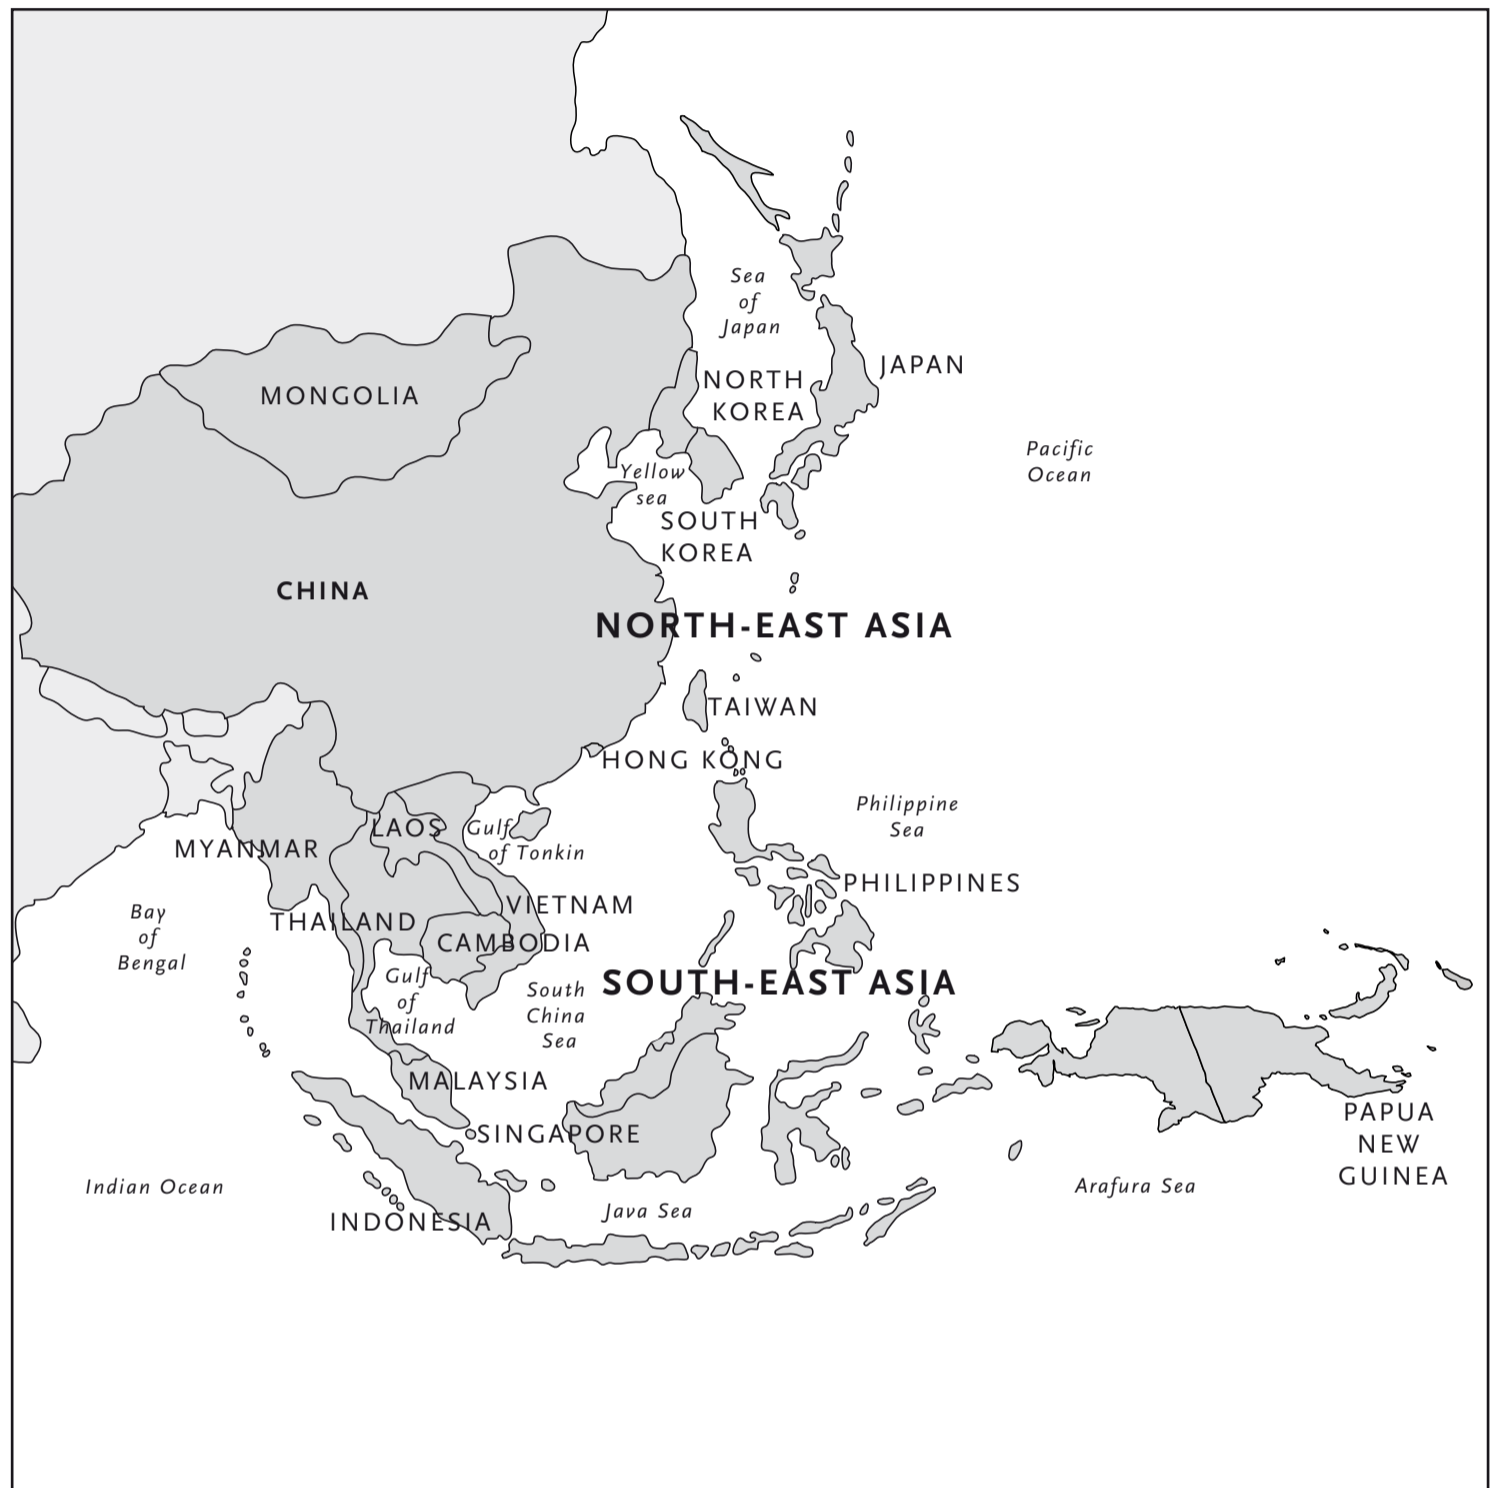 Sea
of
Japan
JAPAN
NORTH
KOREA
MONGOLIA
Pacific
Ocean
Yellow
sea
SOUTH
KOREA
CHINA
NORTH-EAST ASIA
TAIWAN
HONG KONG
Philippine
Sea
LAOS
Gulf
of Tonkin
MYANMAR
PHILIPPINES
VIETNAM
Bay
of
Bengal
THAILAND
CAMBODIA
Gulf
of
Thailand
South
China
Sea
SOUTH-EAST ASIA
MALAYSIA
SINGAPORE
PAPUA
NEW
GUINEA
Indian Ocean
Arafura Sea
Java Sea
INDONESIA